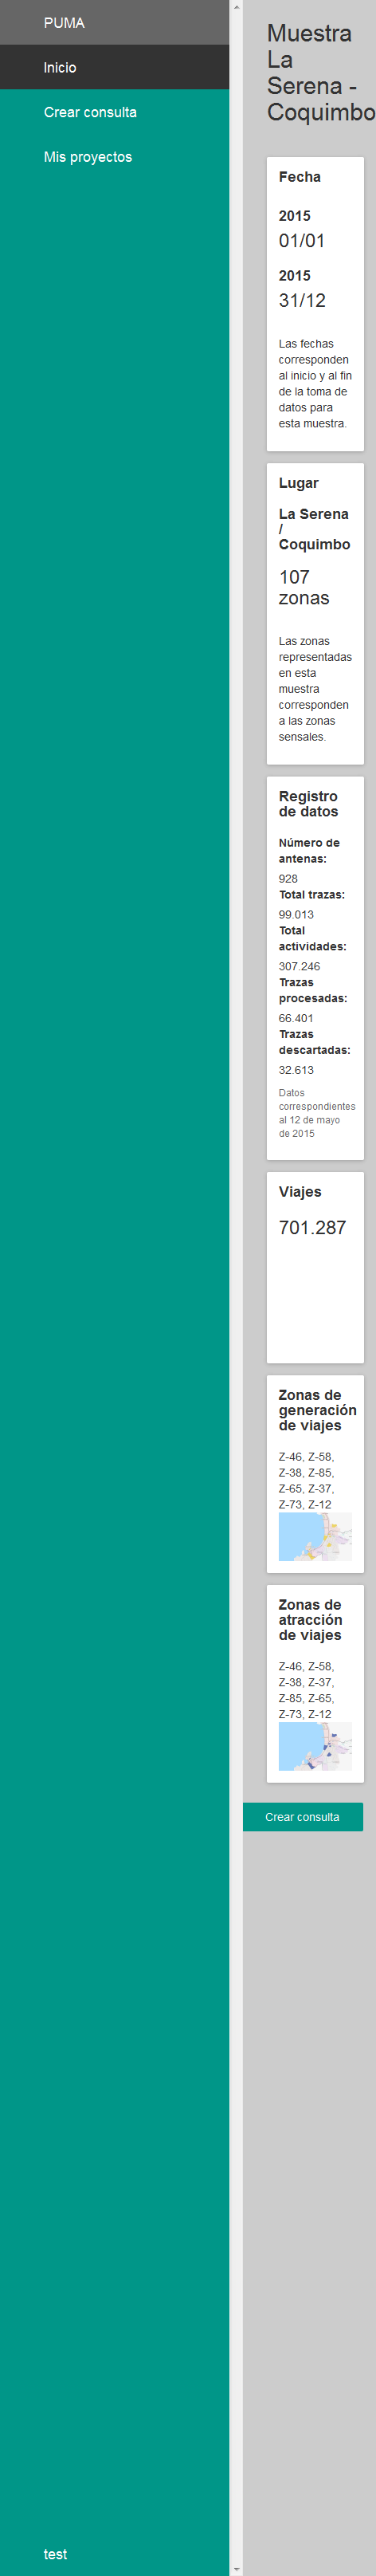 PUMA
Inicio
Crear consulta
Mis proyectos
test
Muestra
La
Serena -
Coquimbo
Fecha
2015
01/01
2015
31/12
Las fechas
corresponden
al inicio y al fin
de la toma de
datos para
esta muestra.
Lugar
La Serena
/
Coquimbo
107
zonas
Las zonas
representadas
en esta
muestra
corresponden
a las zonas
sensales.
Registro
de datos
Número de
antenas:
928
Total trazas:
99.013
Total
actividades:
307.246
Trazas
procesadas:
66.401
Trazas
descartadas:
32.613
Datos
correspondientes
al 12 de mayo
de 2015
Viajes
701.287
Zonas de
generación
de viajes
Z-46, Z-58,
Z-38, Z-85,
Z-65, Z-37,
Z-73, Z-12
Zonas de
atracción
de viajes
Z-46, Z-58,
Z-38, Z-37,
Z-85, Z-65,
Z-73, Z-12
Crear consulta